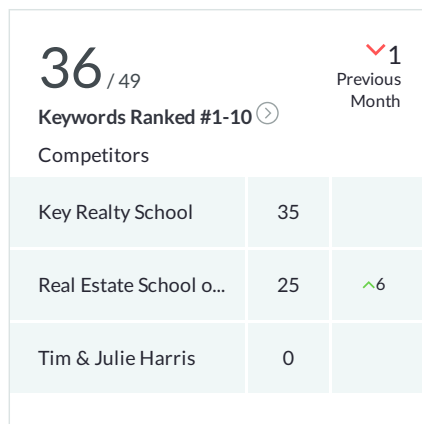 36 / 49
1
Previous
Month
Keywords Ranked #1-10
Competitors
Key Realty School 35
Real Estate School o... 25 6
Tim & Julie Harris 0